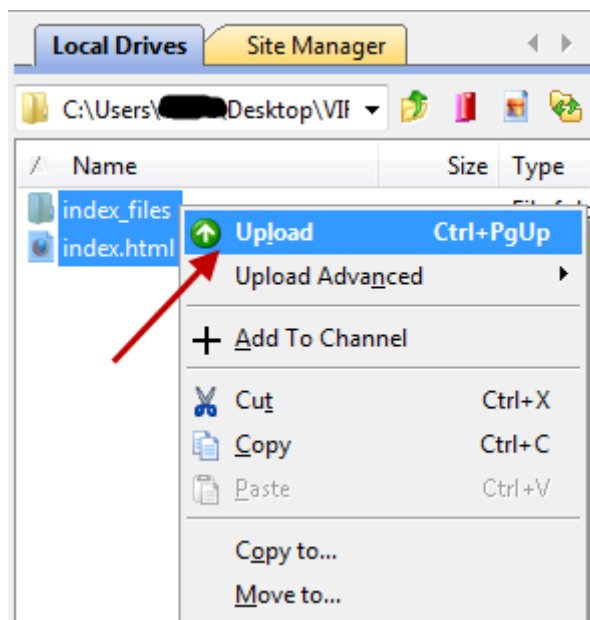 Local Drives Site Manager
C:\Users\ Desktop\VIF
Name Size Type
index_files
index.html
Upload Ctrl+PgUp
Upload Advanced
Add To Channel
Cut Ctrl+X
Copy Ctrl+C
Paste Ctrl+V
Copy to...
Move to...